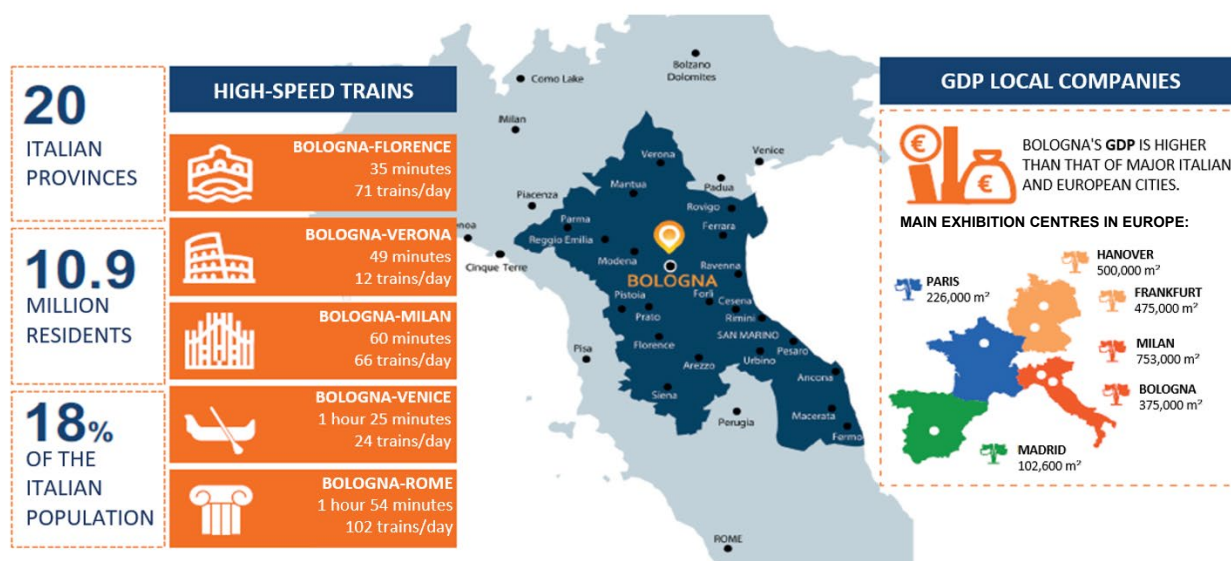 20
ITALIAN
PROVINCES
10.9
MILLION
RESIDENTS
18%
OF THE
ITALIAN
POPULATION
HIGH-SPEED TRAINS
BOLOGNA-FLORENCE
35 minutes
71 trains/day
BOLOGNA-VERONA
49 minutes
12 trains/day
BOLOGNA-MILAN
60 minutes
66 trains/day
BOLOGNA-VENICE
1 hour 25 minutes
24 trains/day
BOLOGNA-ROME
1 hour 54 minutes
102 trains/day
Bolzano
Dolomites
Como Lake
Milan
Verona
Venice
Mantua
Padua
Piacenza
Rovigo
Parma
Ferrara
enoa
Reggio Emilia
Cinque Terre
Modena
BOLOGNA
Ravenna
Pistoia
Forlì
Cesena
Prato
Rimini
SAN MARINO
Florence
Pisa
Urbino
Pesaro
Arezzo
Ancona
Siena
Perugia
Macerata
Fermo
ROME
GDP LOCAL COMPANIES
€
€
BOLOGNA'S GDP IS HIGHER
THAN THAT OF MAJOR ITALIAN
AND EUROPEAN CITIES.
MAIN EXHIBITION CENTRES IN EUROPE:
HANOVER
500,000 m²
PARIS
226,000 m²
FRANKFURT
475,000 m²
MILAN
753,000 m²
BOLOGNA
375,000 m²
MADRID
102,600 m²